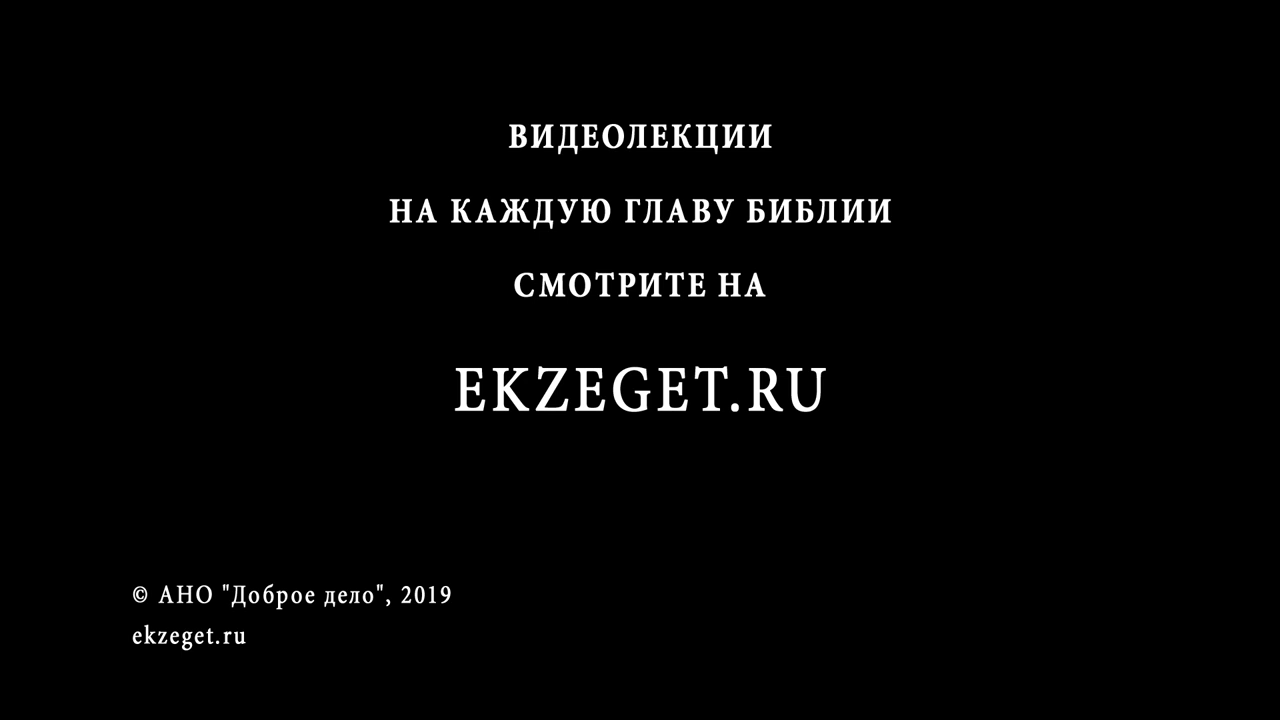 ВИДЕОЛЕКЦИИ
НА КАЖДУЮ ГЛАВУ БИБЛИИ
СМОТРИТЕ НА
EKZEGET.RU
© АНО "Доброе дело", 2019
ekzeget.ru